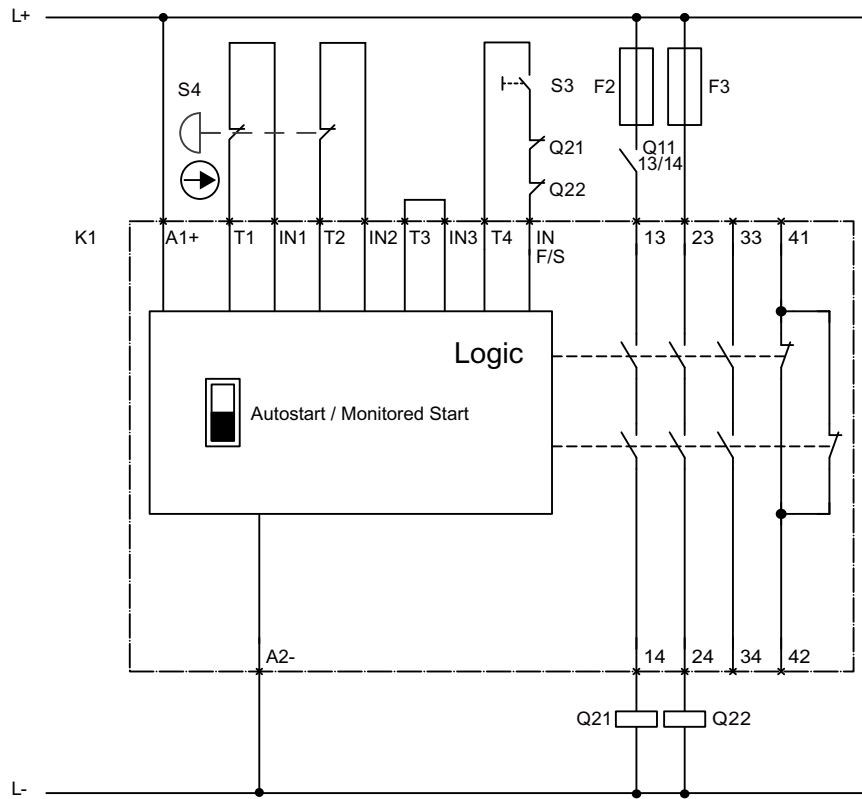 L+
S4
S3
F2
F3
Q21
Q11
13/14
Q22
K1
A1+
T1
IN1
T2
IN2
T3
IN3
T4
IN
F/S
13
23
33
41
Logic
Autostart / Monitored Start
A2-
14
24
34
42
Q21
Q22
L-